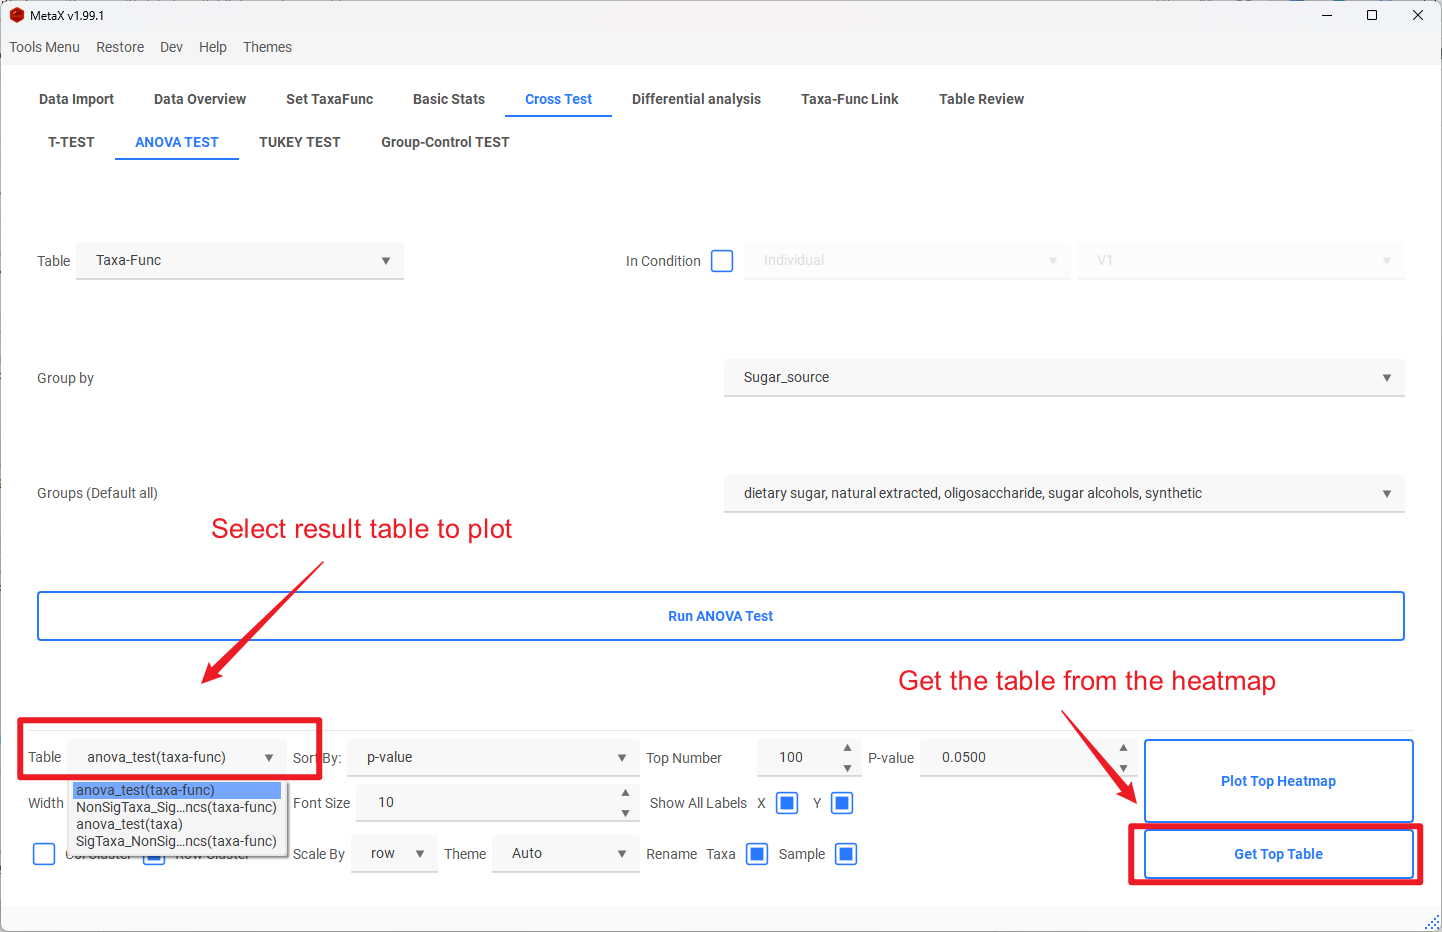 MetaX v1.99.1
Tools Menu Restore Dev Help Themes
Data Import Data Overview Set TaxaFunc Basic Stats Cross Test Differential analysis Taxa-Func Link Table Review
T-TEST ANOVA TEST TUKEY TEST Group-Control TEST
Table Taxa-Func In Condition Individual V1
Group by Sugar_source
Groups (Default all) dietary sugar, natural extracted, oligosaccharide, sugar alcohols, synthetic
Select result table to plot
Run ANOVA Test
Get the table from the heatmap
Table anova_test(taxa-func) Sort By: p-value Top Number 100 P-value 0.0500
Plot Top Heatmap
anova_test(taxa-func)
Width NonSigTaxa_Sig...ncs(taxa-func) Font Size 10 Show All Labels X Y
anova_test(taxa)
SigTaxa_NonSig...ncs(taxa-func)
Col Cluster Row Cluster Scale By row Theme Auto Rename Taxa Sample Get Top Table